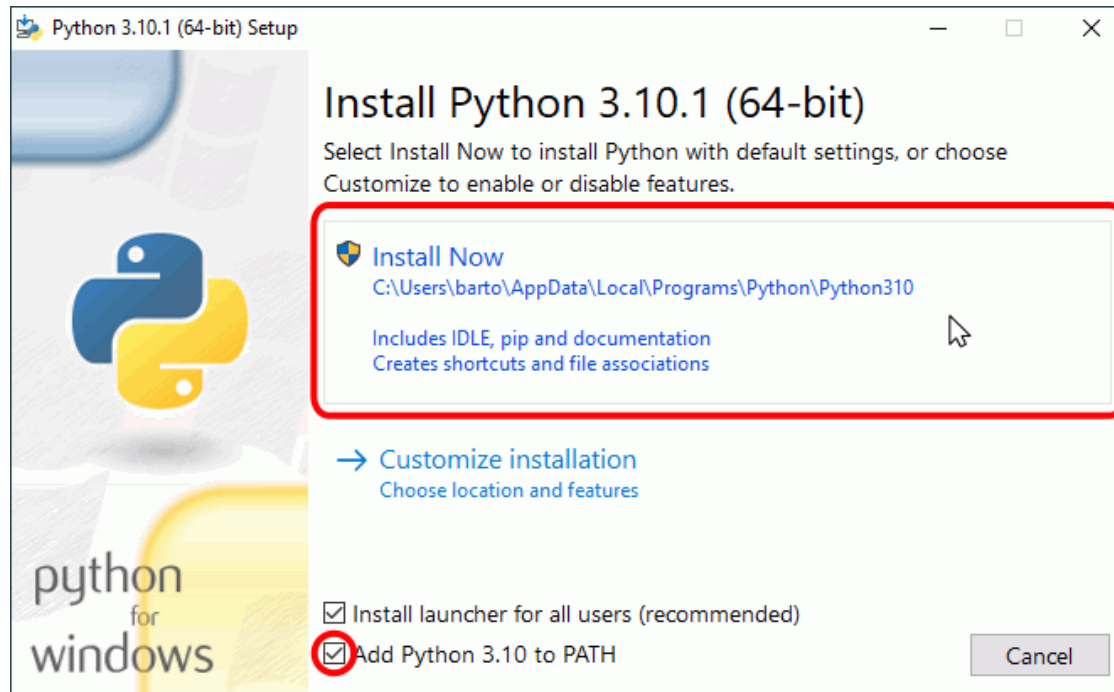 Python 3.10.1 (64-bit) Setup
Install Python 3.10.1 (64-bit)
Select Install Now to install Python with default settings, or choose
Customize to enable or disable features.
Install Now
C:\Users\barto\AppData\Local\Programs\Python\Python310
Includes IDLE, pip and documentation
Creates shortcuts and file associations
Customize installation
Choose location and features
python
for
windows
Install launcher for all users (recommended)
Add Python 3.10 to PATH
Cancel